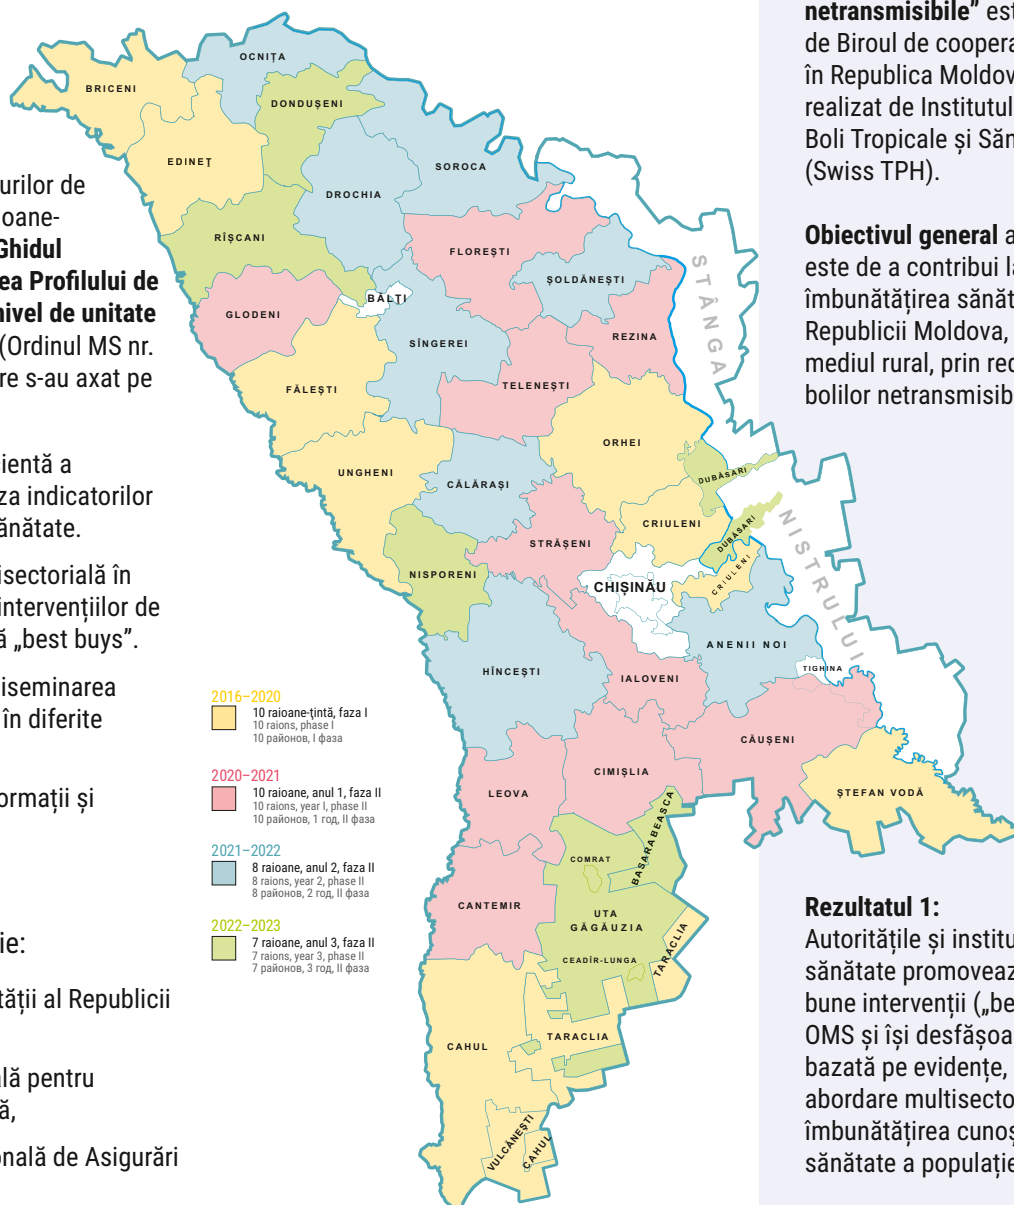 urilor de
oane-
Ghidul
ea Profilului de
nivel de unitate
(Ordinul MS nr.
re s-au axat pe
cientă a
za indicatorilor
ănătate.
isectorială în
intervențiilor de
ă „best buys”.
diseminarea
în diferite
ormații și
ie:
tății al Republicii
ală pentru
ă,
onală de Asigurări
OCNIȚA
BRICENI
DONDUȘENI
EDINEȚ
SOROCA
DROCHIA
RÎȘCANI
FLOREȘTI
ȘOLDĂNEȘTI
BĂLȚI
GLODENI
REZINA
SÎNGEREI
FĂLEȘTI
TELENEȘTI
ORHEI
UNGHENI
DUBĂSARI
CĂLĂRAȘI
CRIULENI
DUBĂSARI
STRĂȘENI
NISPORENI
CRIULENI
CHIȘINĂU
ANENII NOI
HÎNCEȘTI
TIGHINA
IALOVENI
CĂUȘENI
CIMIȘLIA
LEOVA
ȘTEFAN VODĂ
BASARABEASCA
COMRAT
CANTEMIR
UTA
GĂGĂUZIA
TARACLIA
CEADÎR-LUNGA
TARACLIA
CAHUL
VULCĂNEȘTI
CAHUL
STÂNGA
NISTRULUI
2016–2020
10 raioane-țintă, faza I
10 raions, phase I
10 районов, I фаза
2020–2021
10 raioane, anul 1, faza II
10 raions, year I, phase II
10 районов, 1 год, II фаза
2021–2022
8 raioane, anul 2, faza II
8 raions, year 2, phase II
8 районов, 2 год, II фаза
2022–2023
7 raioane, anul 3, faza II
7 raions, year 3, phase II
7 районов, 3 год, II фаза
netransmisibile” est
de Biroul de coopera
în Republica Moldov
realizat de Institutul
Boli Tropicale și Săn
(Swiss TPH).
Obiectivul general a
este de a contribui la
îmbunătățirea sănăt
Republicii Moldova,
mediul rural, prin red
bolilor netransmisib
Rezultatul 1:
Autoritățile și institu
sănătate promoveaz
bune intervenții („be
OMS și își desfășoa
bazată pe evidențe,
abordare multisecto
îmbunătățirea cunoș
sănătate a populație